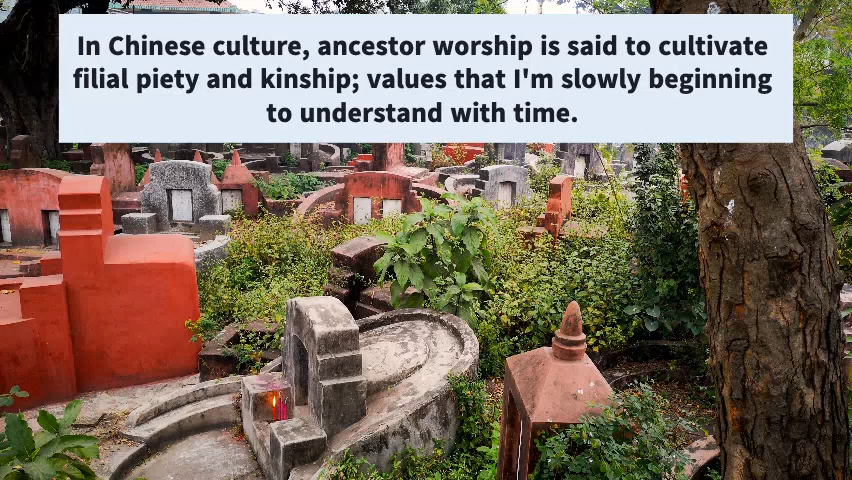 In Chinese culture, ancestor worship is said to cultivate
filial piety and kinship; values that I'm slowly beginning
to understand with time.